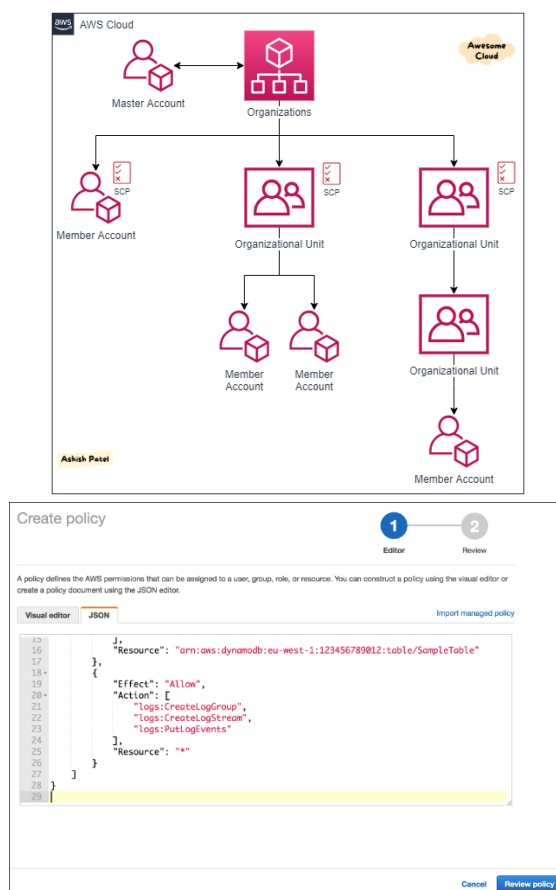 aws AWS Cloud
Awesome
Cloud
Master Account
Organizations
SCP
SCP
SCP
Member Account
Organizational Unit
Organizational Unit
Member
Account
Member
Account
Organizational Unit
Member Account
Ashish Patel
Create policy
1
2
Editor
Review
A policy defines the AWS permissions that can be assigned to a user, group, role, or resource. You can construct a policy using the visual editor or
create a policy document using the JSON editor.
Visual editor
JSON
Import managed policy
15 ],
16 "Resource": "arn:aws:dynamodb:eu-west-1:123456789012:table/SampleTable"
17 },
18 {
19 "Effect": "Allow",
20 "Action": [
21 "logs:CreateLogGroup",
22 "logs:CreateLogStream",
23 "logs:PutLogEvents"
24 ],
25 "Resource": "*"
26 }
27 ]
28 }
29
Cancel
Review policy